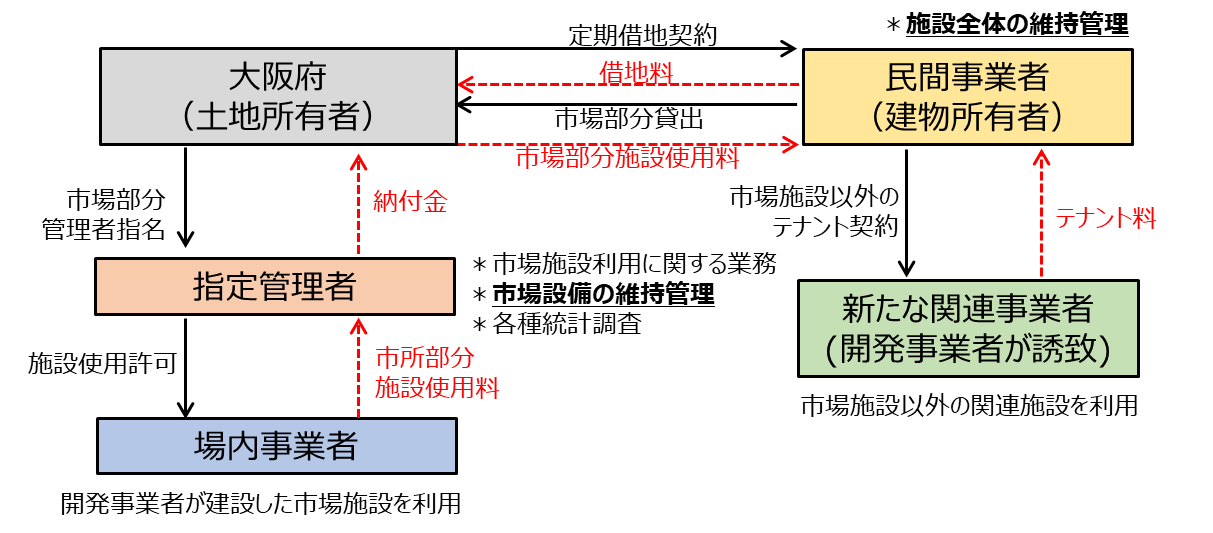 ＊施設全体の維持管理
定期借地契約
大阪府
（土地所有者）
借地料
民間事業者
（建物所有者）
市場部分貸出
市場部分施設使用料
市場部分
管理者指名
納付金
市場施設以外の
テナント契約
テナント料
指定管理者
＊市場施設利用に関する業務
＊市場設備の維持管理
＊各種統計調査
新たな関連事業者
(開発事業者が誘致)
市場施設以外の関連施設を利用
施設使用許可
市所部分
施設使用料
場内事業者
開発事業者が建設した市場施設を利用